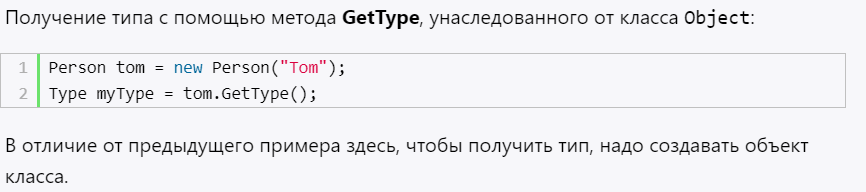 Получение типа с помощью метода GetType, унаследованного от класса Object:
1 Person tom = new Person("Tom");
2 Type myType = tom.GetType();
В отличие от предыдущего примера здесь, чтобы получить тип, надо создавать объект
класса.